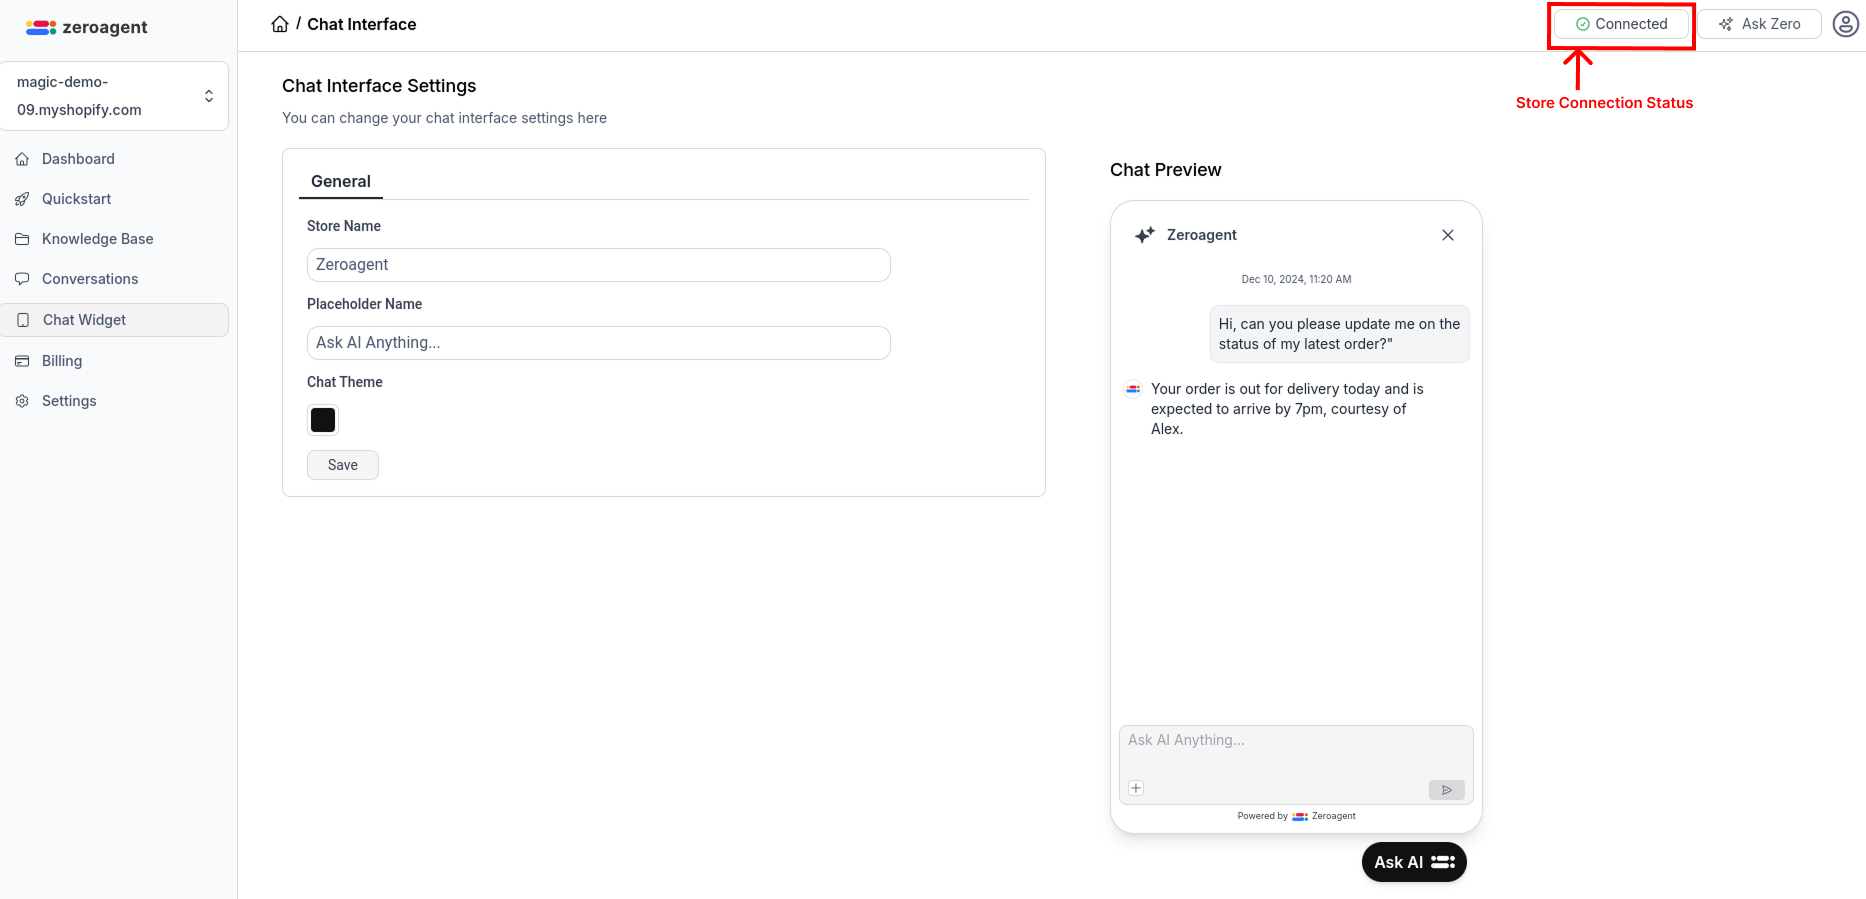 zeroagent
magic-demo-
09.myshopify.com
Dashboard
Quickstart
Knowledge Base
Conversations
Chat Widget
Billing
Settings
/ Chat Interface
Connected
Ask Zero
Store Connection Status
Chat Interface Settings
You can change your chat interface settings here
General
Store Name
Zeroagent
Placeholder Name
Ask AI Anything...
Chat Theme
Save
Chat Preview
Zeroagent
Dec 10, 2024, 11:20 AM
Hi, can you please update me on the
status of my latest order?"
Your order is out for delivery today and is
expected to arrive by 7pm, courtesy of
Alex.
Ask AI Anything...
Powered by Zeroagent
Ask AI